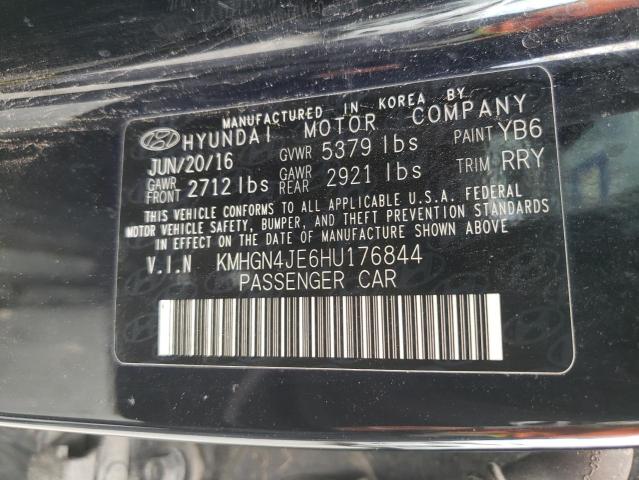 MANUFACTURED IN KOREA BY
HYUNDAI MOTOR COMPANY
JUN/20/16 GVWR 5379 lbs PAINT YB6
GAWR FRONT 2712 lbs GAWR REAR 2921 lbs TRIM RRY
THIS VEHICLE CONFORMS TO ALL APPLICABLE U.S.A. FEDERAL
MOTOR VEHICLE SAFETY, BUMPER, AND THEFT PREVENTION STANDARDS
IN EFFECT ON THE DATE OF MANUFACTURE SHOWN ABOVE.
V.I.N KMHGN4JE6HU176844
PASSENGER CAR